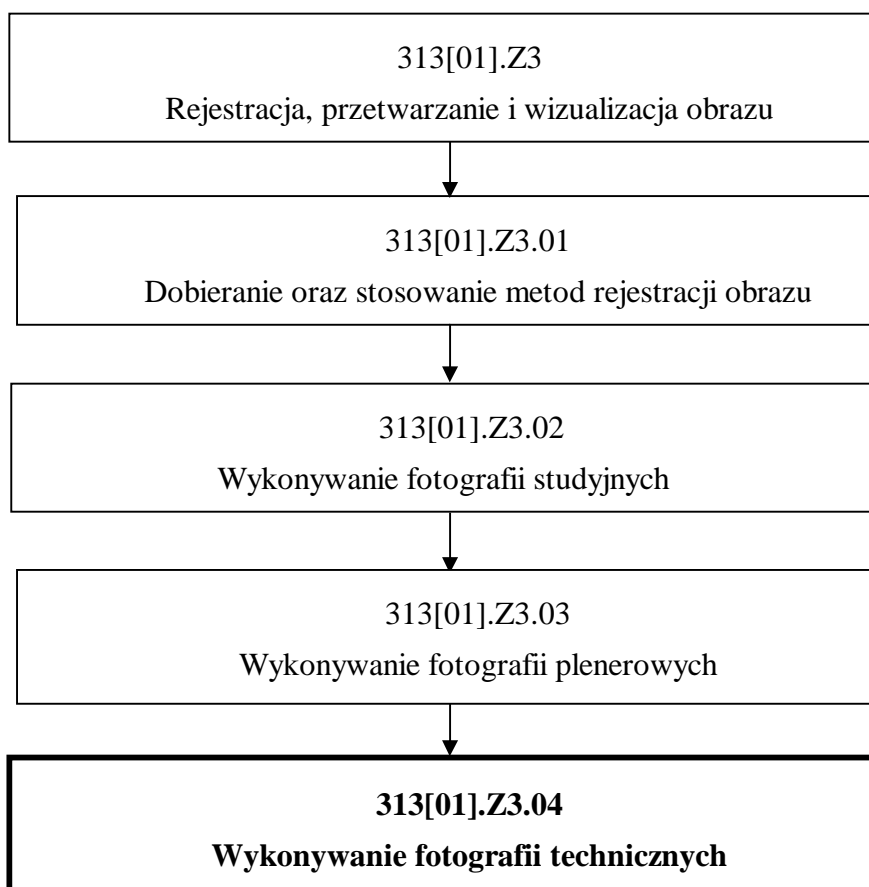 313[01].Z3
Rejestracja, przetwarzanie i wizualizacja obrazu
313[01].Z3.01
Dobieranie oraz stosowanie metod rejestracji obrazu
313[01].Z3.02
Wykonywanie fotografii studyjnych
313[01].Z3.03
Wykonywanie fotografii plenerowych
313[01].Z3.04
Wykonywanie fotografii technicznych